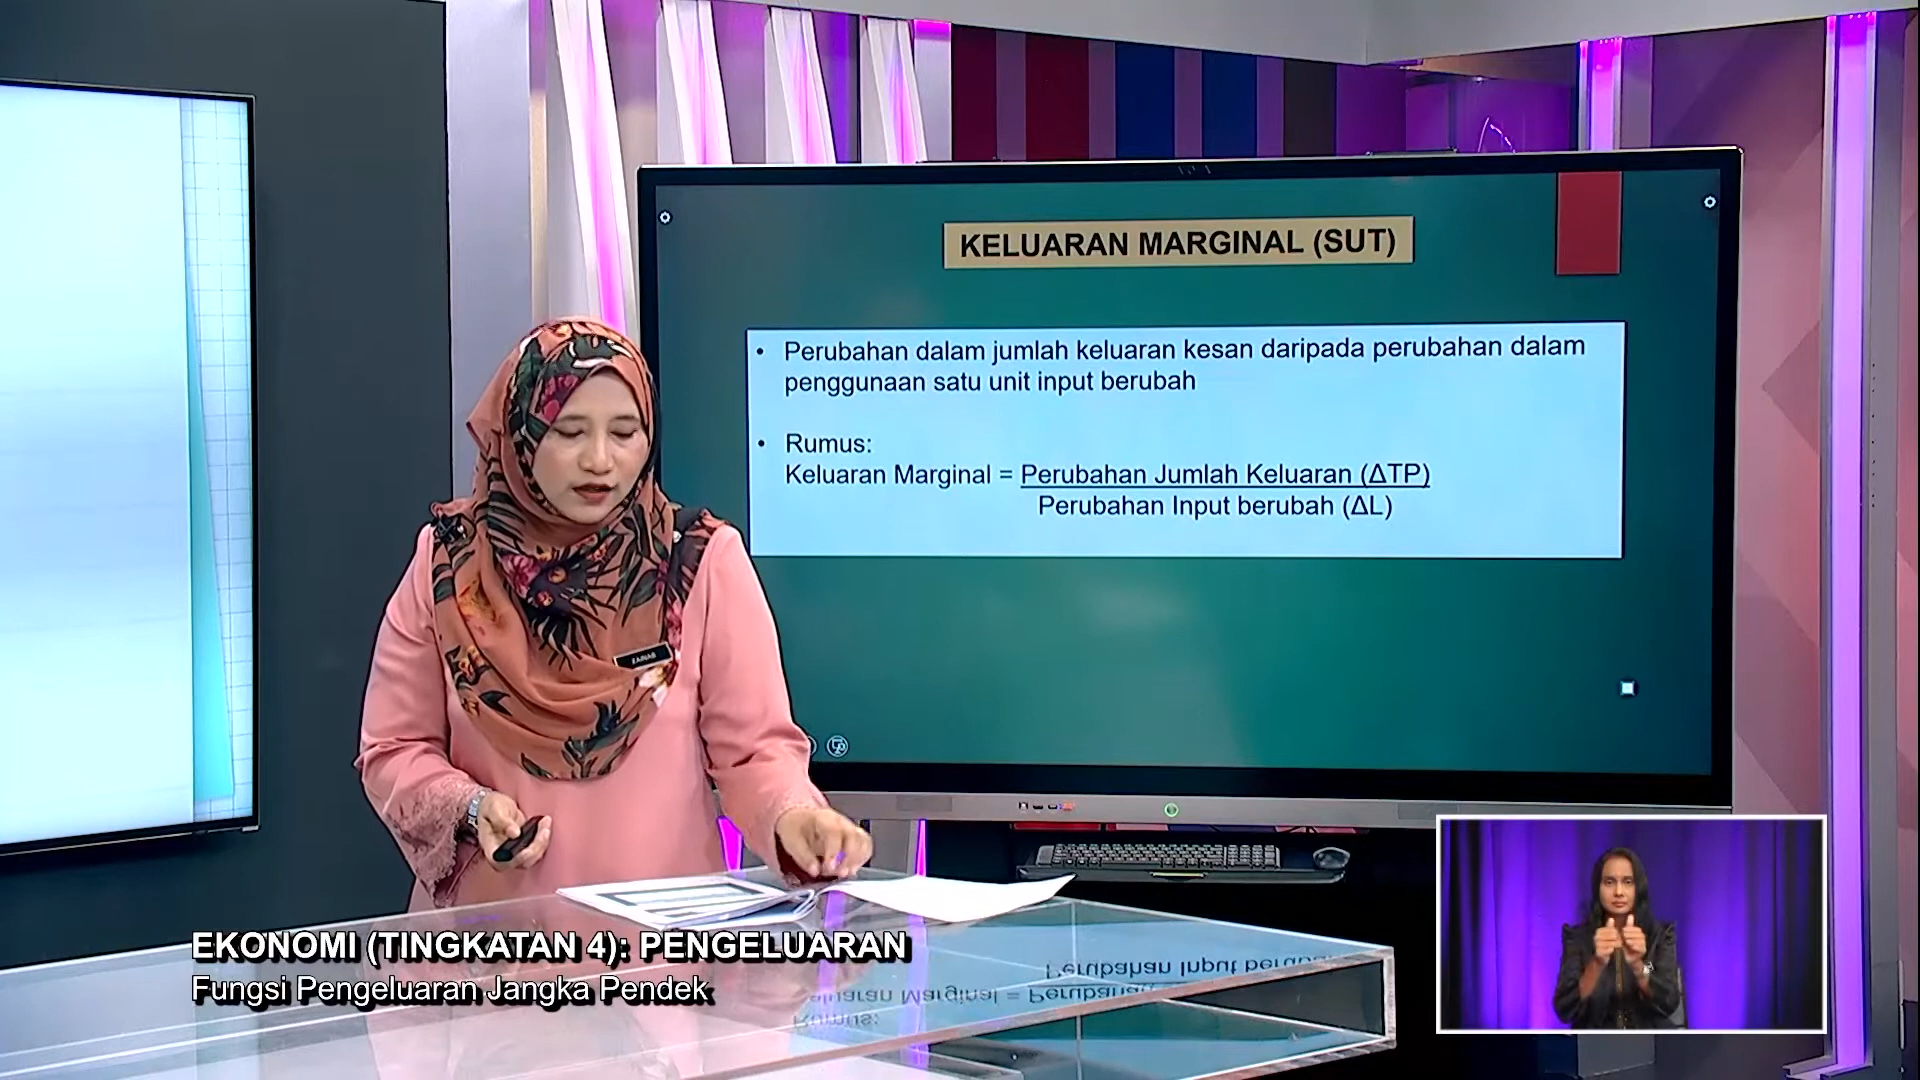 KELUARAN MARGINAL (SUT)
• Perubahan dalam jumlah keluaran kesan daripada perubahan dalam
penggunaan satu unit input berubah
• Rumus:
Keluaran Marginal = Perubahan Jumlah Keluaran (ΔTP)
Perubahan Input berubah (ΔL)
ZAINAB
EKONOMI (TINGKATAN 4): PENGELUARAN
Fungsi Pengeluaran Jangka Pendek